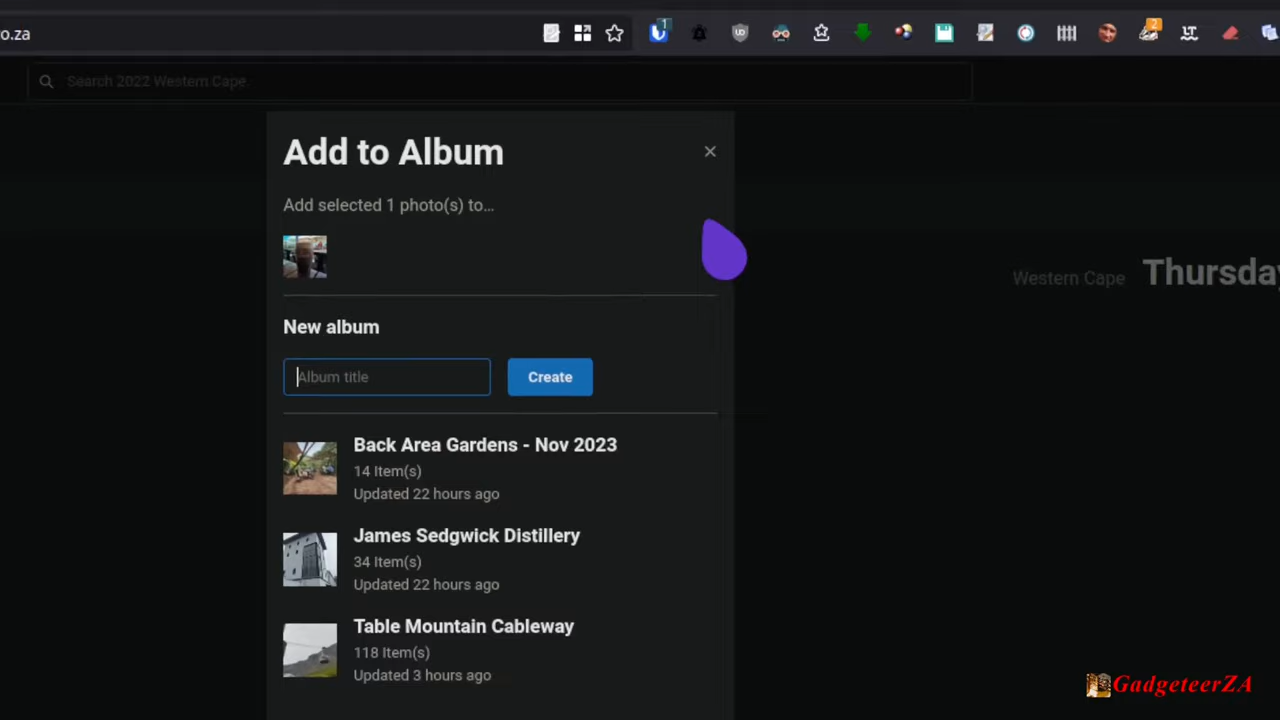 o.za
1
2
Search 2022 Western Cape
Add to Album
Add selected 1 photo(s) to...
Western Cape Thursday
New album
Album title
Create
Back Area Gardens - Nov 2023
14 Item(s)
Updated 22 hours ago
James Sedgwick Distillery
34 Item(s)
Updated 22 hours ago
Table Mountain Cableway
118 Item(s)
Updated 3 hours ago
GadgeteerZA